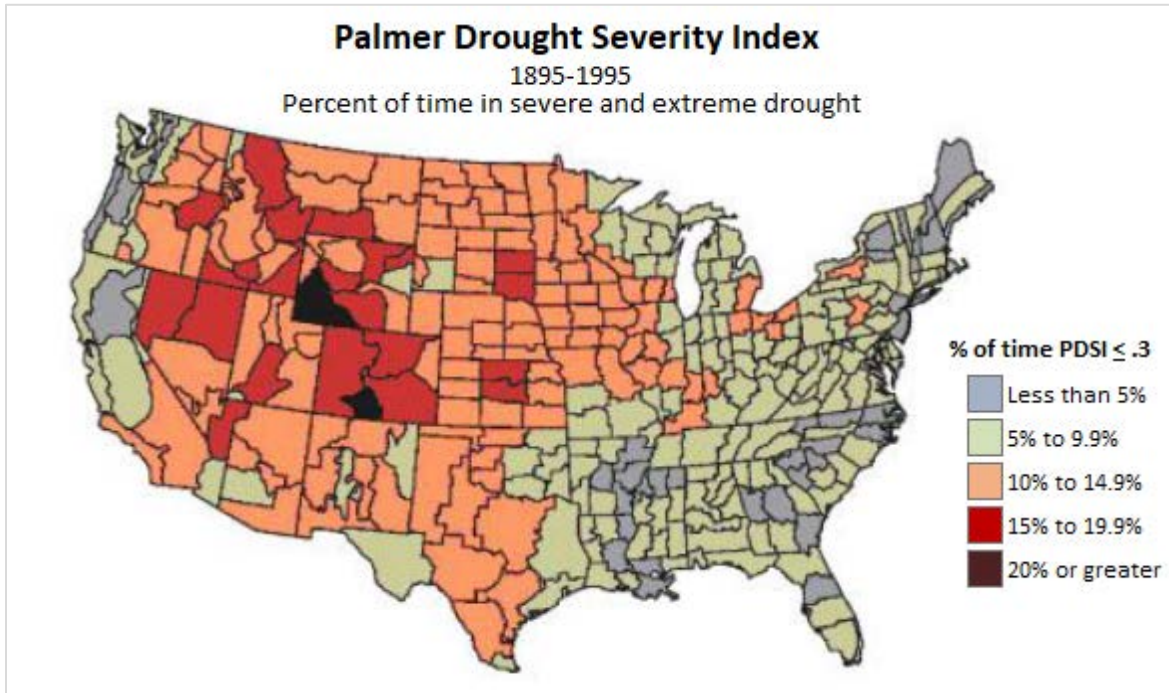 Palmer Drought Severity Index
1895-1995
Percent of time in severe and extreme drought
% of time PDSI ≤ .3
Less than 5%
5% to 9.9%
10% to 14.9%
15% to 19.9%
20% or greater